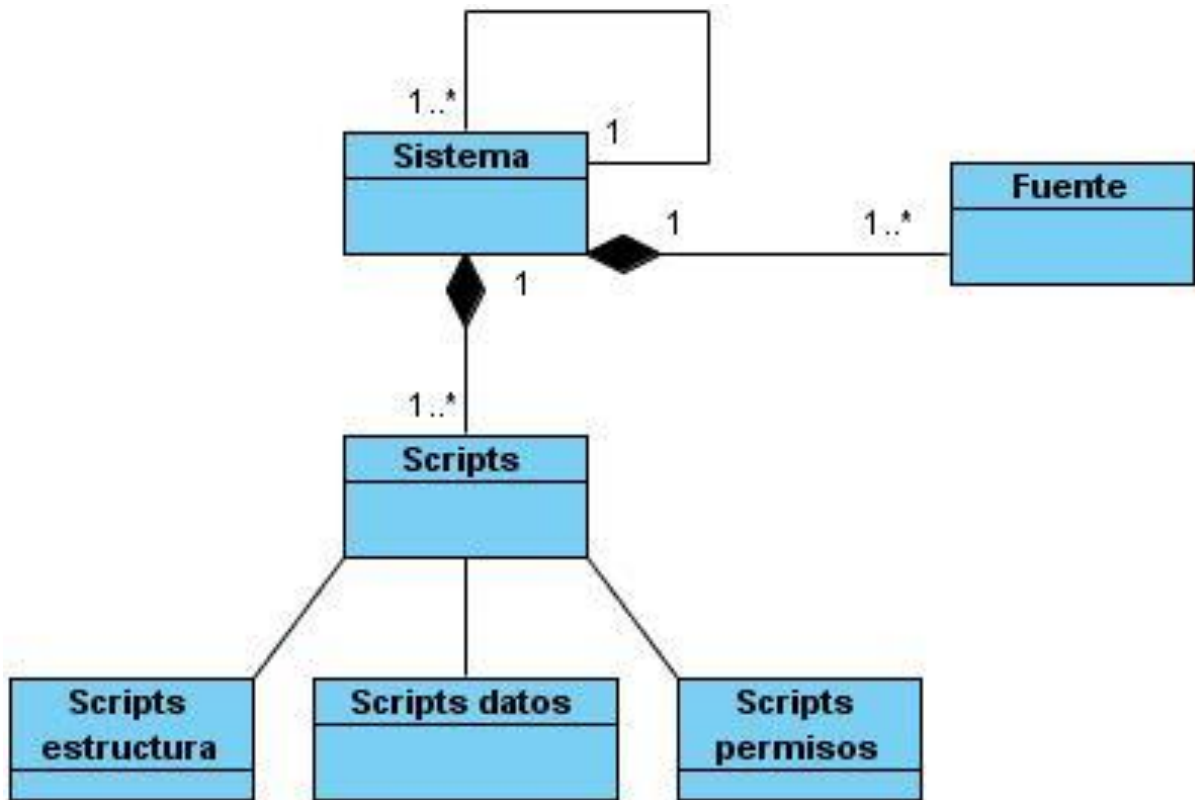 1..*
1
Sistema
Fuente
1
1..*
1
1..*
Scripts
Scripts
estructura
Scripts datos
Scripts
permisos